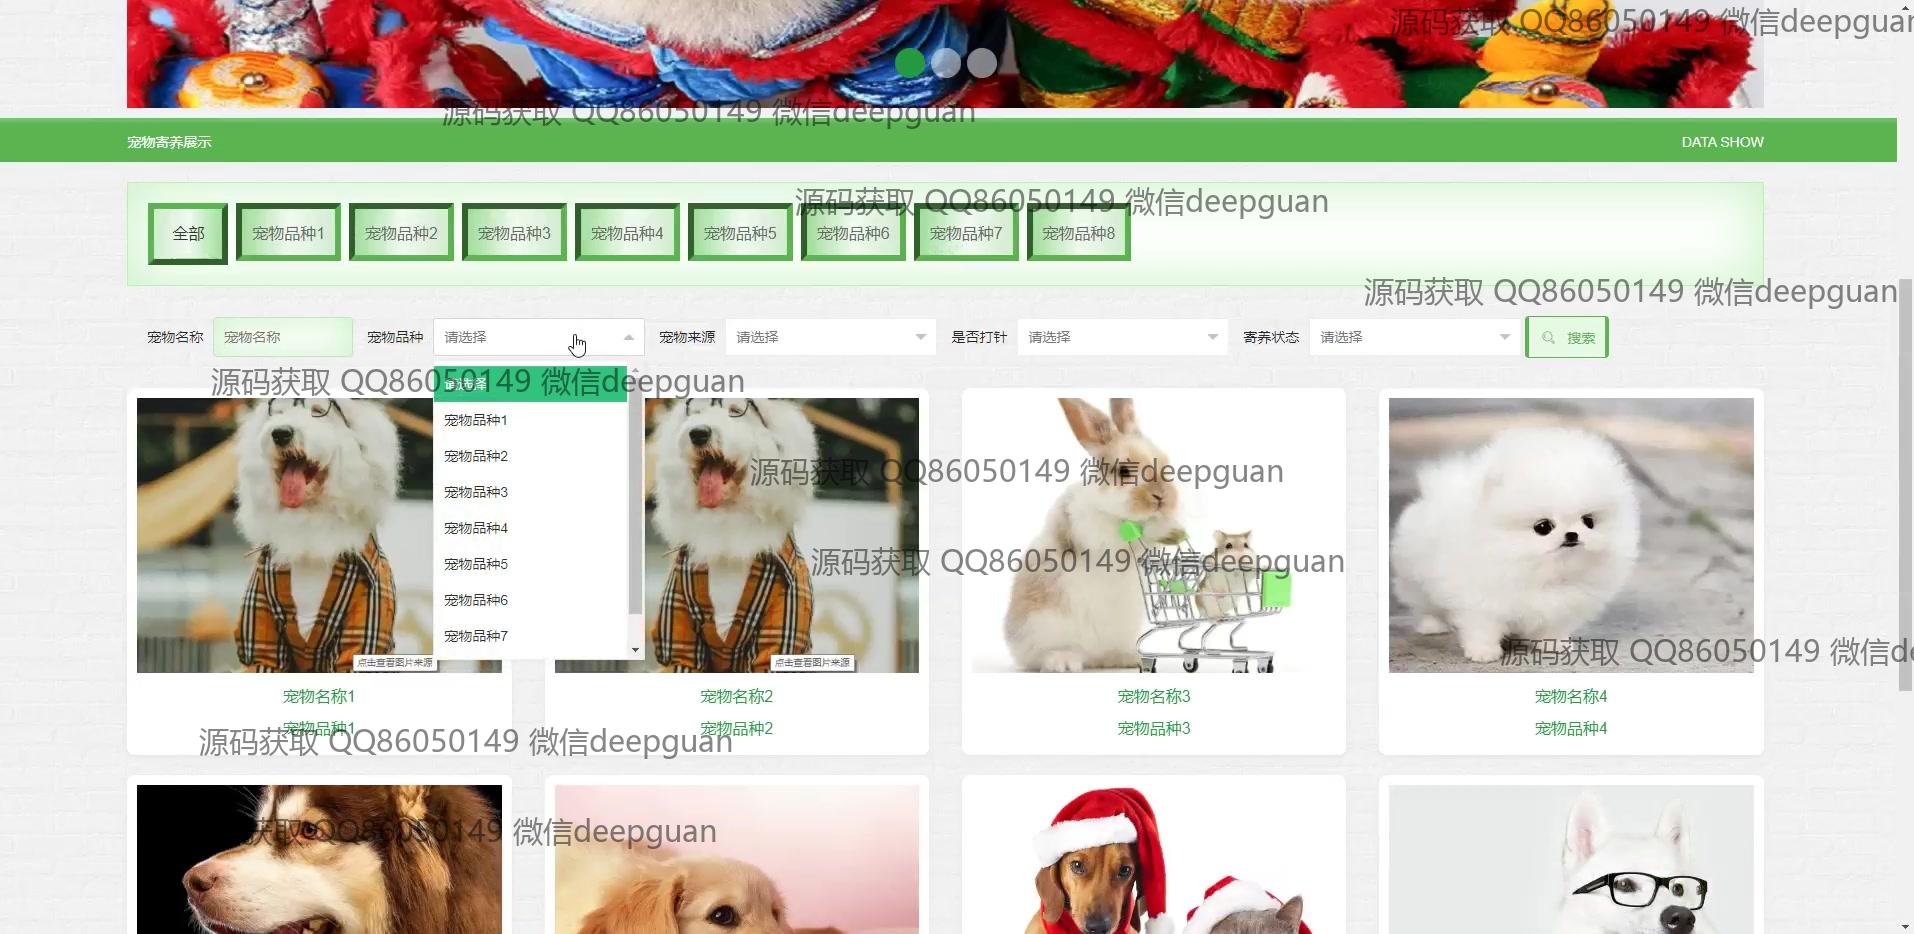 源码获取 QQ86050149 微信deepguan
源码获取 QQ86050149 微信deepguan
宠物寄养展示
DATA SHOW
源码获取 QQ86050149 微信deepguan
全部
宠物品种1
宠物品种2
宠物品种3
宠物品种4
宠物品种5
宠物品种6
宠物品种7
宠物品种8
源码获取 QQ86050149 微信deepguan
宠物名称
宠物名称
宠物品种
请选择
宠物来源
请选择
是否打针
请选择
寄养状态
请选择
搜索
源码获取 QQ86050149 微信deepguan
请选择
宠物品种1
宠物品种2
宠物品种3
宠物品种4
宠物品种5
宠物品种6
宠物品种7
源码获取 QQ86050149 微信deepguan
源码获取 QQ86050149 微信deepguan
源码获取 QQ86050149 微信de
点击查看图片来源
点击查看图片来源
宠物名称1
宠物名称2
宠物名称3
宠物名称4
宠物品种1
宠物品种2
宠物品种3
宠物品种4
源码获取 QQ86050149 微信deepguan
获取 QQ86050149 微信deepguan